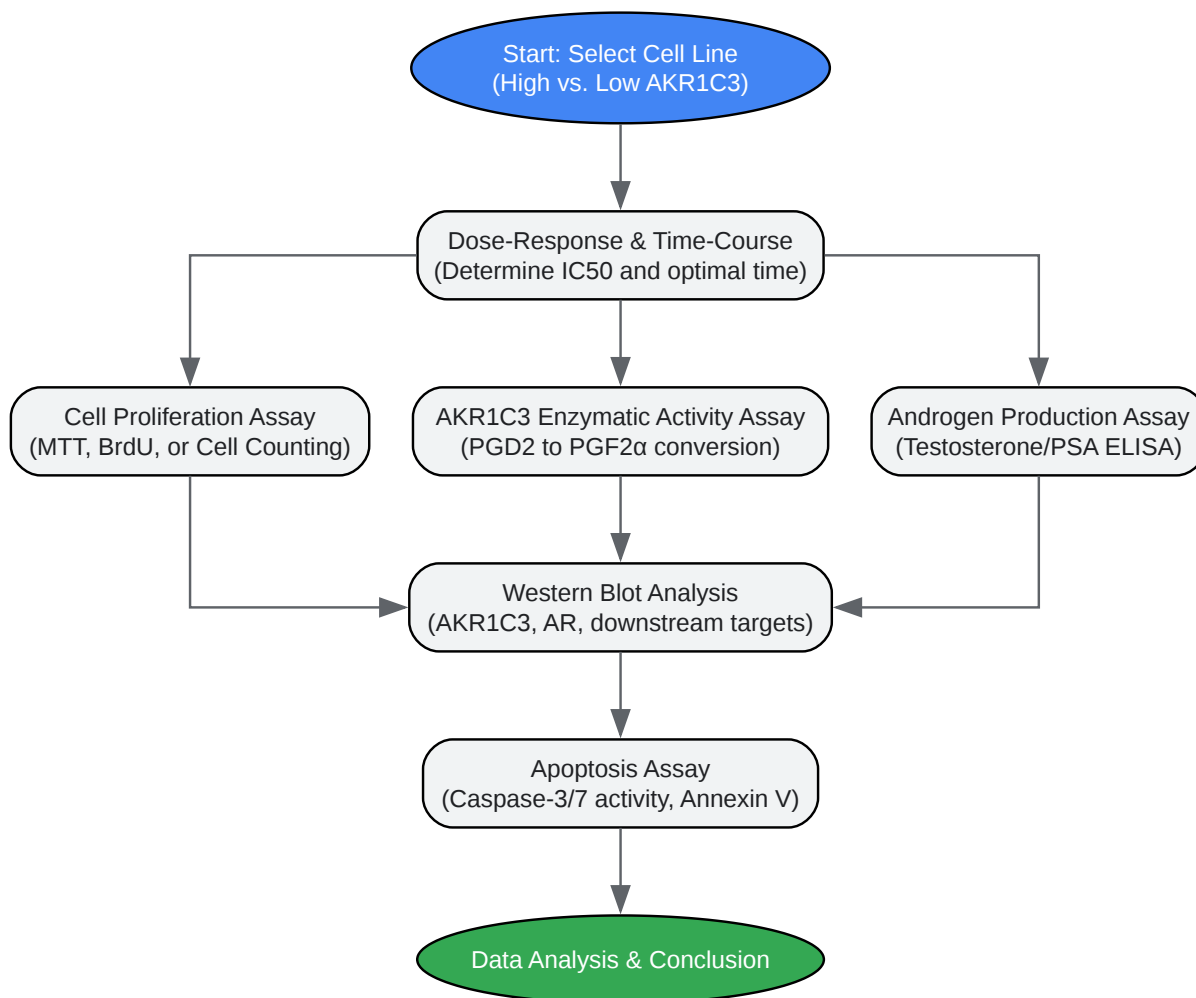 Start: Select Cell Line
(High vs. Low AKR1C3)
Dose-Response & Time-Course
(Determine IC50 and optimal time)
Cell Proliferation Assay
(MTT, BrdU, or Cell Counting)
AKR1C3 Enzymatic Activity Assay
(PGD2 to PGF2α conversion)
Androgen Production Assay
(Testosterone/PSA ELISA)
Western Blot Analysis
(AKR1C3, AR, downstream targets)
Apoptosis Assay
(Caspase-3/7 activity, Annexin V)
Data Analysis & Conclusion